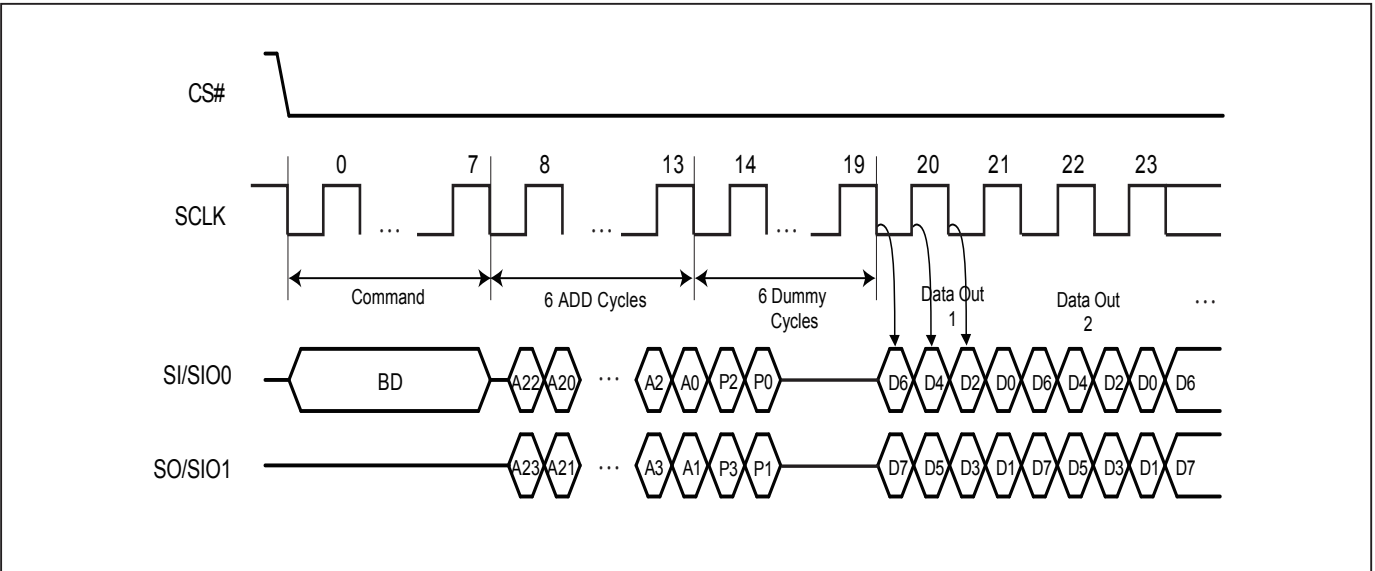 CS#
0 7 8 13 14 19 20 21 22 23
SCLK
... ... ...
Command
6 ADD Cycles
6 Dummy
Cycles
Data Out
1
Data Out
2
...
SI/SIO0
BD A22 A20 ... A2 A0 P2 P0 D6 D4 D2 D0 D6 D4 D2 D0 D6
SO/SIO1
A23 A21 ... A3 A1 P3 P1 D7 D5 D3 D1 D7 D5 D3 D1 D7